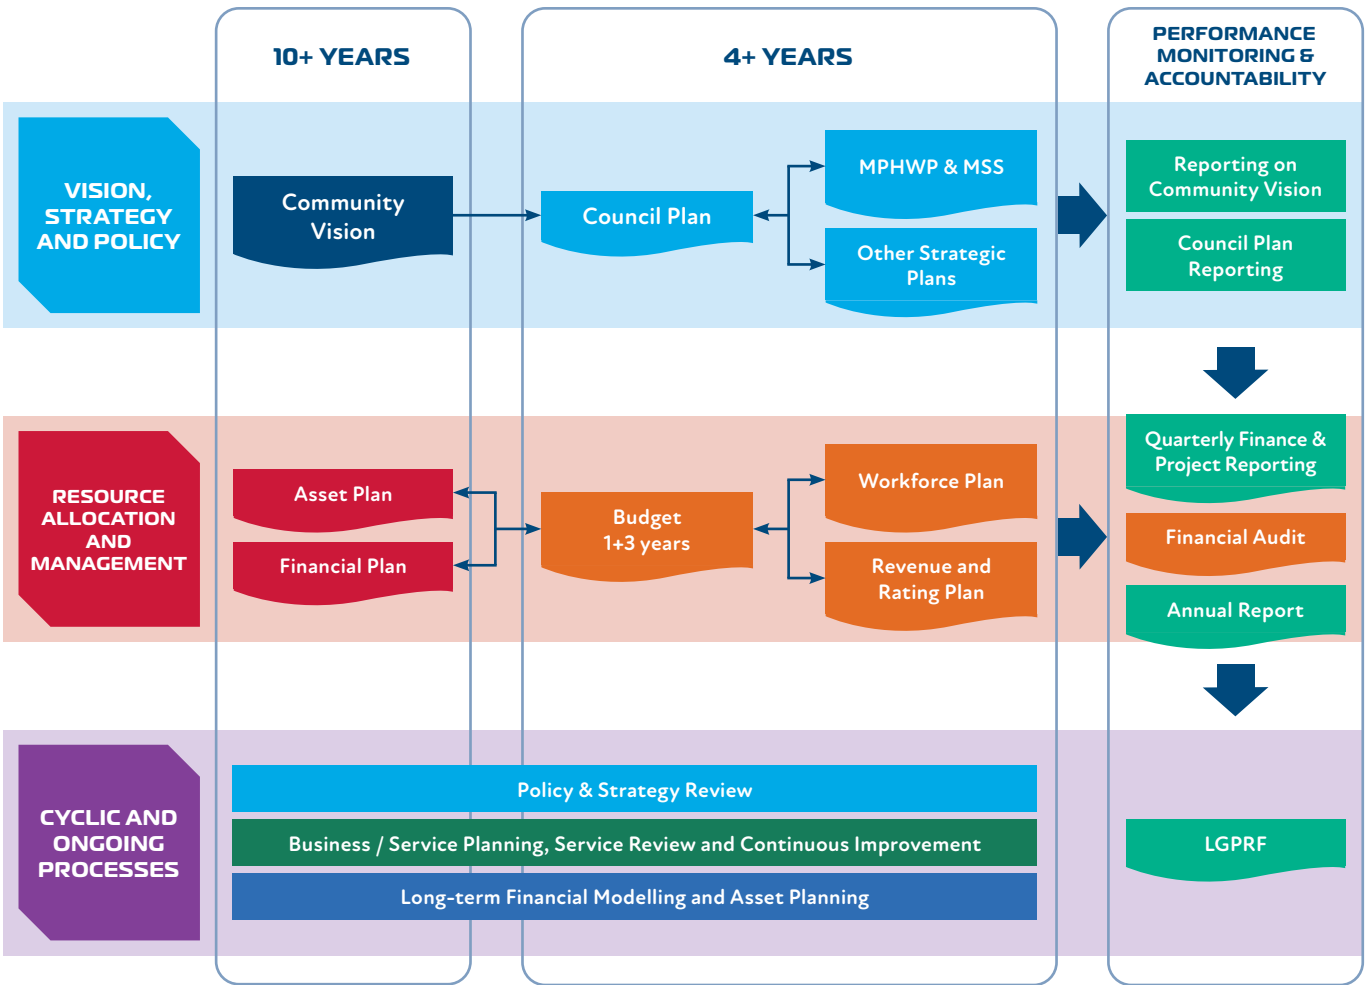 10+ YEARS
4+ YEARS
PERFORMANCE
MONITORING &
ACCOUNTABILITY
VISION,
STRATEGY
AND POLICY
Community
Vision
Council Plan
MPHWP & MSS
Other Strategic
Plans
Reporting on
Community Vision
Council Plan
Reporting
RESOURCE
ALLOCATION
AND
MANAGEMENT
Asset Plan
Financial Plan
Budget
1+3 years
Workforce Plan
Revenue and
Rating Plan
Quarterly Finance &
Project Reporting
Financial Audit
Annual Report
CYCLIC AND
ONGOING
PROCESSES
Policy & Strategy Review
Business / Service Planning, Service Review and Continuous Improvement
Long-term Financial Modelling and Asset Planning
LGPRF